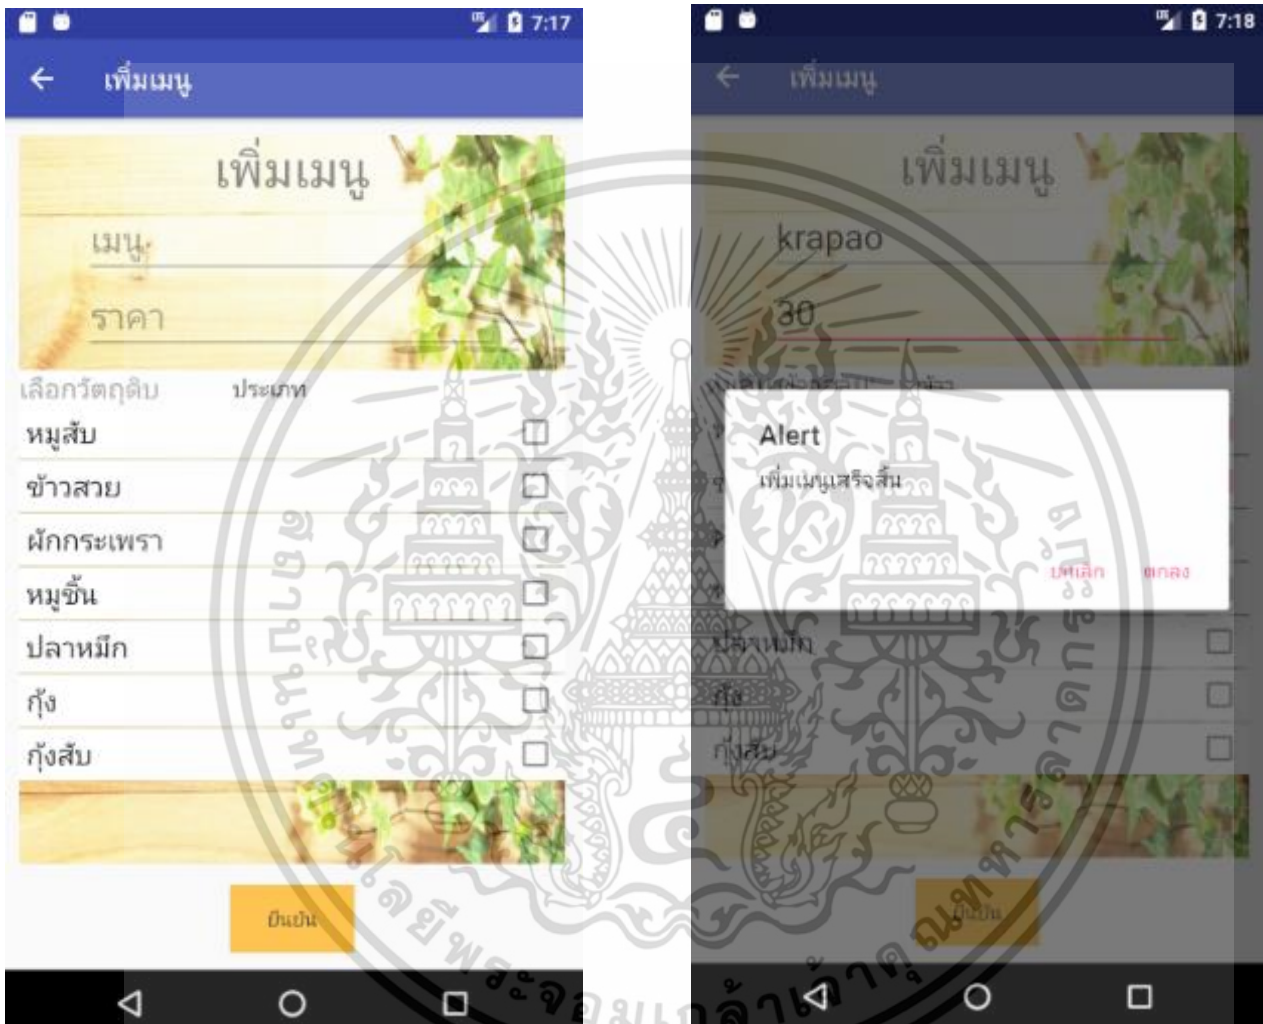 7:17
เพิ่มเมนู
เพิ่มเมนู
เมนู
ราคา
เลือกวัตถุดิบ ประเภท
หมูสับ
ข้าวสวย
ผักกระเพรา
หมูชิ้น
ปลาหมึก
กุ้ง
กุ้งสับ
ยืนยัน
7:18
เพิ่มเมนู
เพิ่มเมนู
krapao
30
Alert
เพิ่มเมนูเสร็จสิ้น
ยกเลิก ตกลง
ปลาหมึก
กุ้ง
กุ้งสับ
ยืนยัน